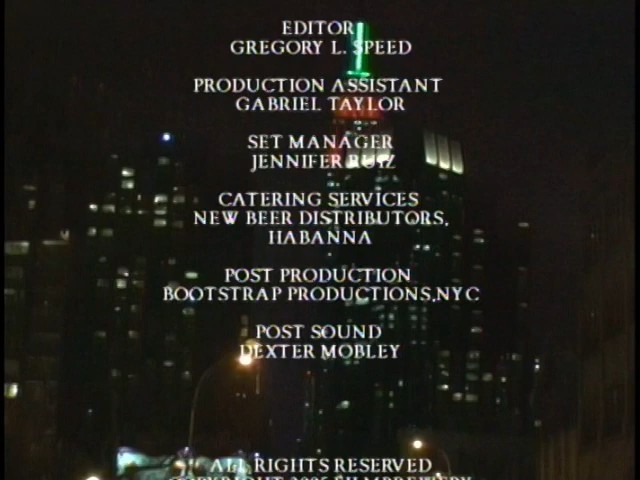 EDITOR
GREGORY L. SPEED
PRODUCTION ASSISTANT
GABRIEL TAYLOR
SET MANAGER
JENNIFER RUIZ
CATERING SERVICES
NEW BEER DISTRIBUTORS,
HABANNA
POST PRODUCTION
BOOTSTRAP PRODUCTIONS,NYC
POST SOUND
DEXTER MOBLEY
ALL RIGHTS RESERVED,
COPYRIGHT